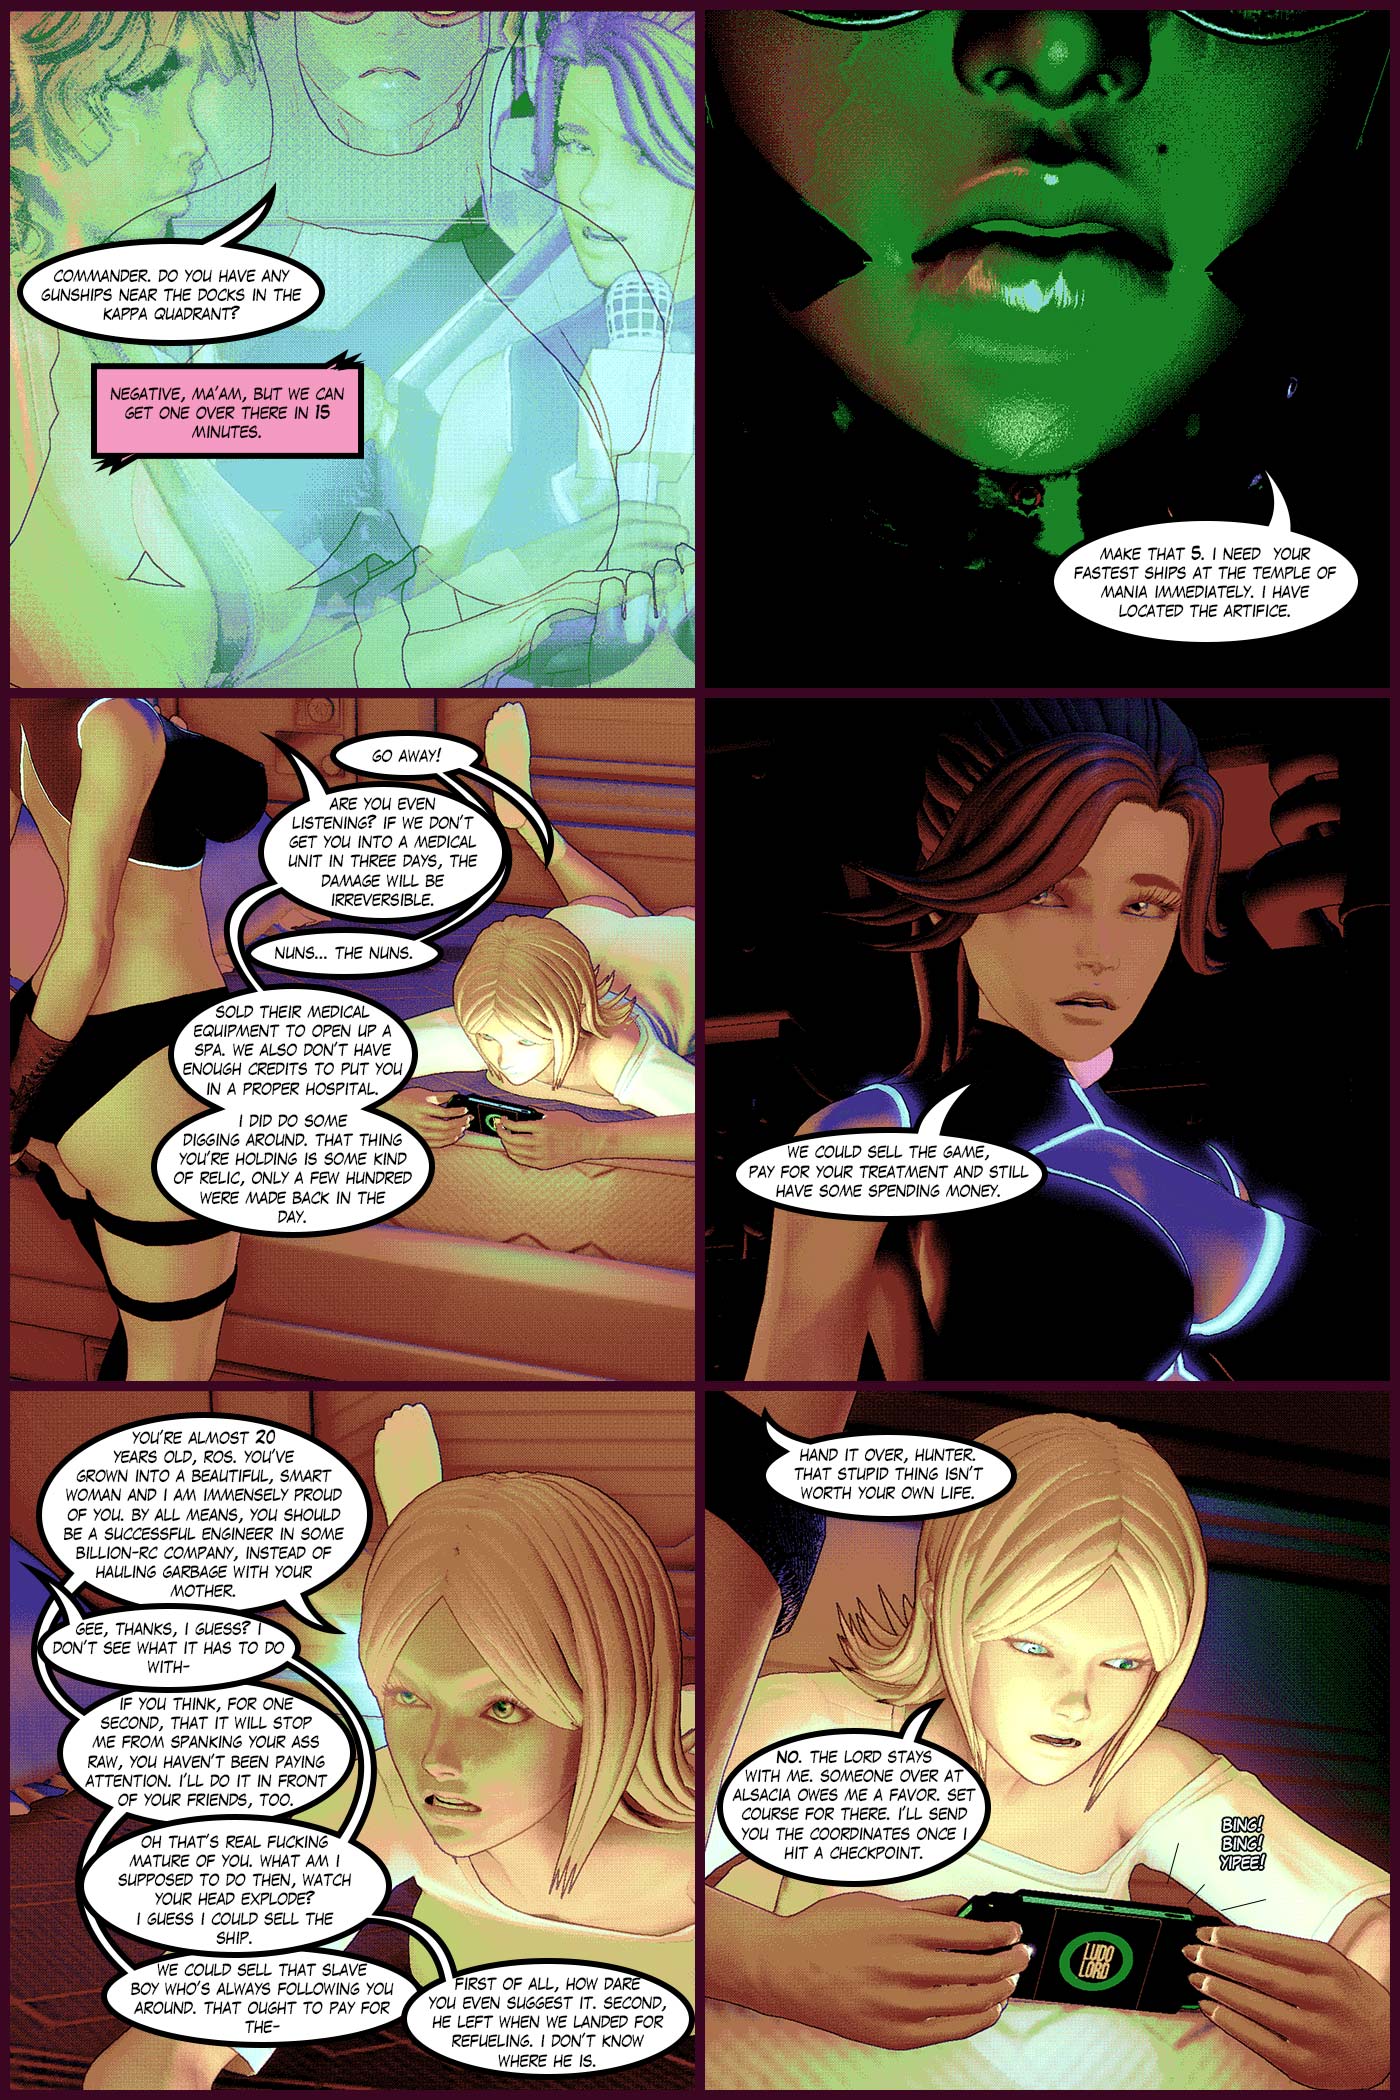 COMMANDER. DO YOU HAVE ANY
GUNSHIPS NEAR THE DOCKS IN THE
KAPPA QUADRANT?
NEGATIVE, MA'AM, BUT WE CAN
GET ONE OVER THERE IN 15
MINUTES.
MAKE THAT 5. I NEED YOUR
FASTEST SHIPS AT THE TEMPLE OF
MANIA IMMEDIATELY. I HAVE
LOCATED THE ARTIFICE.
GO AWAY!
ARE YOU EVEN
LISTENING? IF WE DON'T
GET YOU INTO A MEDICAL
UNIT IN THREE DAYS, THE
DAMAGE WILL BE
IRREVERSIBLE.
NUNS... THE NUNS.
SOLD THEIR MEDICAL
EQUIPMENT TO OPEN UP A
SPA. WE ALSO DON'T HAVE
ENOUGH CREDITS TO PUT YOU
IN A PROPER HOSPITAL.
I DID DO SOME
DIGGING AROUND. THAT THING
YOU'RE HOLDING IS SOME KIND
OF RELIC, ONLY A FEW HUNDRED
WERE MADE BACK IN THE
DAY.
WE COULD SELL THE GAME,
PAY FOR YOUR TREATMENT AND STILL
HAVE SOME SPENDING MONEY.
YOU'RE ALMOST 20
YEARS OLD, ROS. YOU'VE
GROWN INTO A BEAUTIFUL, SMART
WOMAN AND I AM IMMENSELY PROUD
OF YOU. BY ALL MEANS, YOU SHOULD
BE A SUCCESSFUL ENGINEER IN SOME
BILLION-RC COMPANY, INSTEAD OF
HAULING GARBAGE WITH YOUR
MOTHER.
GEE, THANKS, I GUESS? I
DON'T SEE WHAT IT HAS TO DO
WITH-
IF YOU THINK, FOR ONE
SECOND, THAT IT WILL STOP
ME FROM SPANKING YOUR ASS
RAW, YOU HAVEN'T BEEN PAYING
ATTENTION. I'LL DO IT IN FRONT
OF YOUR FRIENDS, TOO.
OH THAT'S REAL FUCKING
MATURE OF YOU. WHAT AM I
SUPPOSED TO DO THEN, WATCH
YOUR HEAD EXPLODE?
I GUESS I COULD SELL THE
SHIP.
WE COULD SELL THAT SLAVE
BOY WHO'S ALWAYS FOLLOWING YOU
AROUND. THAT OUGHT TO PAY FOR
THE-
FIRST OF ALL, HOW DARE
YOU EVEN SUGGEST IT. SECOND,
HE LEFT WHEN WE LANDED FOR
REFUELING. I DON'T KNOW
WHERE HE IS.
HAND IT OVER, HUNTER.
THAT STUPID THING ISN'T
WORTH YOUR OWN LIFE.
NO. THE LORD STAYS
WITH ME. SOMEONE OVER AT
ALSACIA OWES ME A FAVOR. SET
COURSE FOR THERE. I'LL SEND
YOU THE COORDINATES ONCE I
HIT A CHECKPOINT.
BING!
BING!
YIPEE!
LUDO
LORD